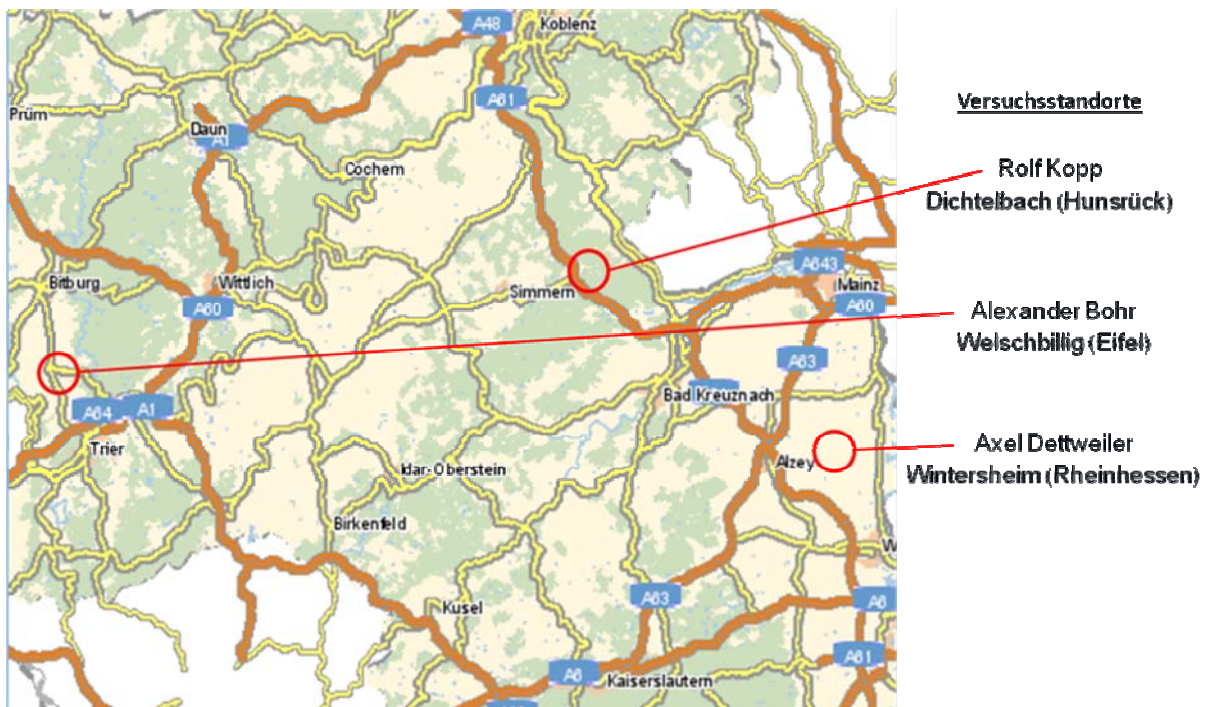 A48
Koblenz
A61
Prüm
Daun
A1
Cochem
Versuchsstandorte
Rolf Kopp
Dichtelbach (Hunsrück)
Bitburg
Wittlich
A60
Simmern
A643
Mainz
A60
Alexander Bohr
Welschbillig (Eifel)
A63
Bad Kreuznach
A64
A1
Trier
Idar-Oberstein
Alzey
Axel Dettweiler
Wintersheim (Rheinhessen)
Birkenfeld
W
Kusel
A63
A6
A61
A6
Kaiserslautern